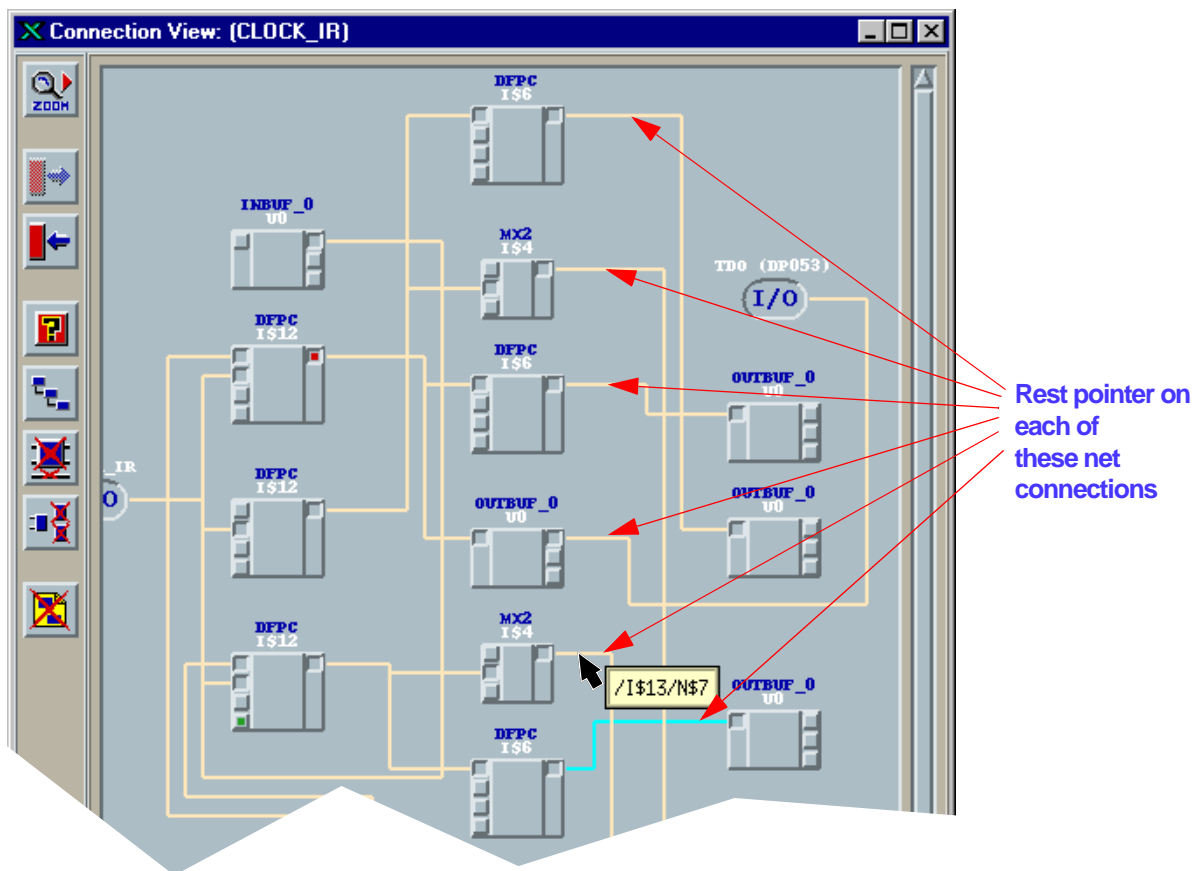 Connection View: (CLOCK_IR)
ZOOM
DFPC
I$6
INBUF_0
U0
MX2
I$4
TDO (DP053)
I/O
DFPC
I$12
DFPC
I$6
OUTBUF_0
U0
Rest pointer on
each of
these net
connections
_IR
O
DFPC
I$12
OUTBUF_0
U0
OUTBUF_0
U0
DFPC
I$12
MX2
I$4
/I$13/N$7
OUTBUF_0
U0
DFPC
I$6